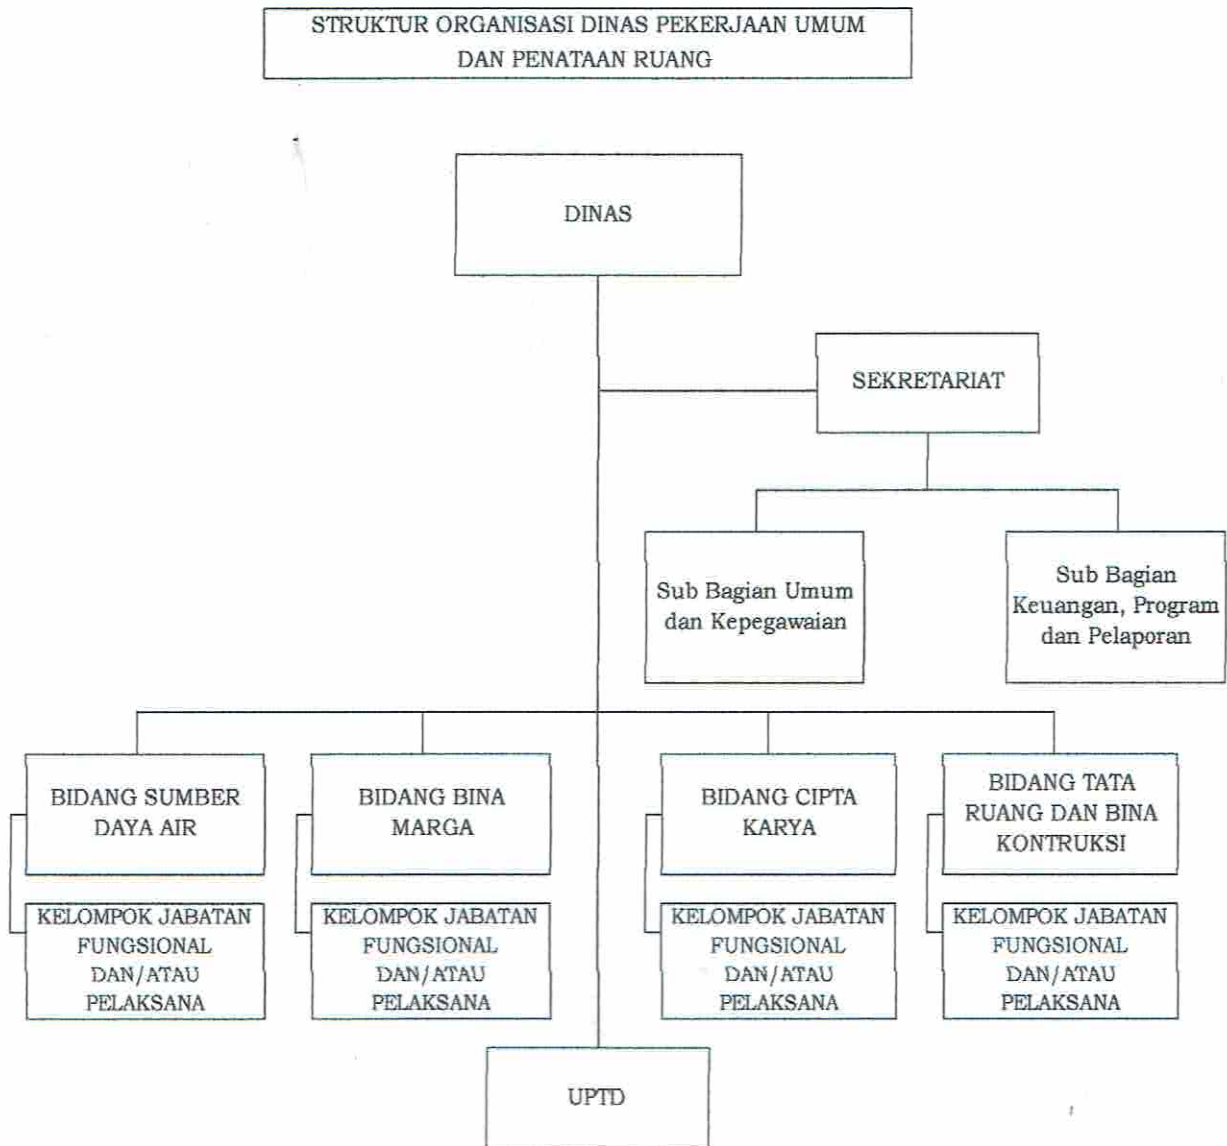 STRUKTUR ORGANISASI DINAS PEKERJAAN UMUM
DAN PENATAAN RUANG
DINAS
SEKRETARIAT
Sub Bagian Umum
dan Kepegawaian
Sub Bagian
Keuangan, Program
dan Pelaporan
BIDANG SUMBER
DAYA AIR
BIDANG BINA
MARGA
BIDANG CIPTA
KARYA
BIDANG TATA
RUANG DAN BINA
KONTRUKSI
KELOMPOK JABATAN
FUNGSIONAL
DAN/ATAU
PELAKSANA
KELOMPOK JABATAN
FUNGSIONAL
DAN/ATAU
PELAKSANA
KELOMPOK JABATAN
FUNGSIONAL
DAN/ATAU
PELAKSANA
KELOMPOK JABATAN
FUNGSIONAL
DAN/ATAU
PELAKSANA
UPTD